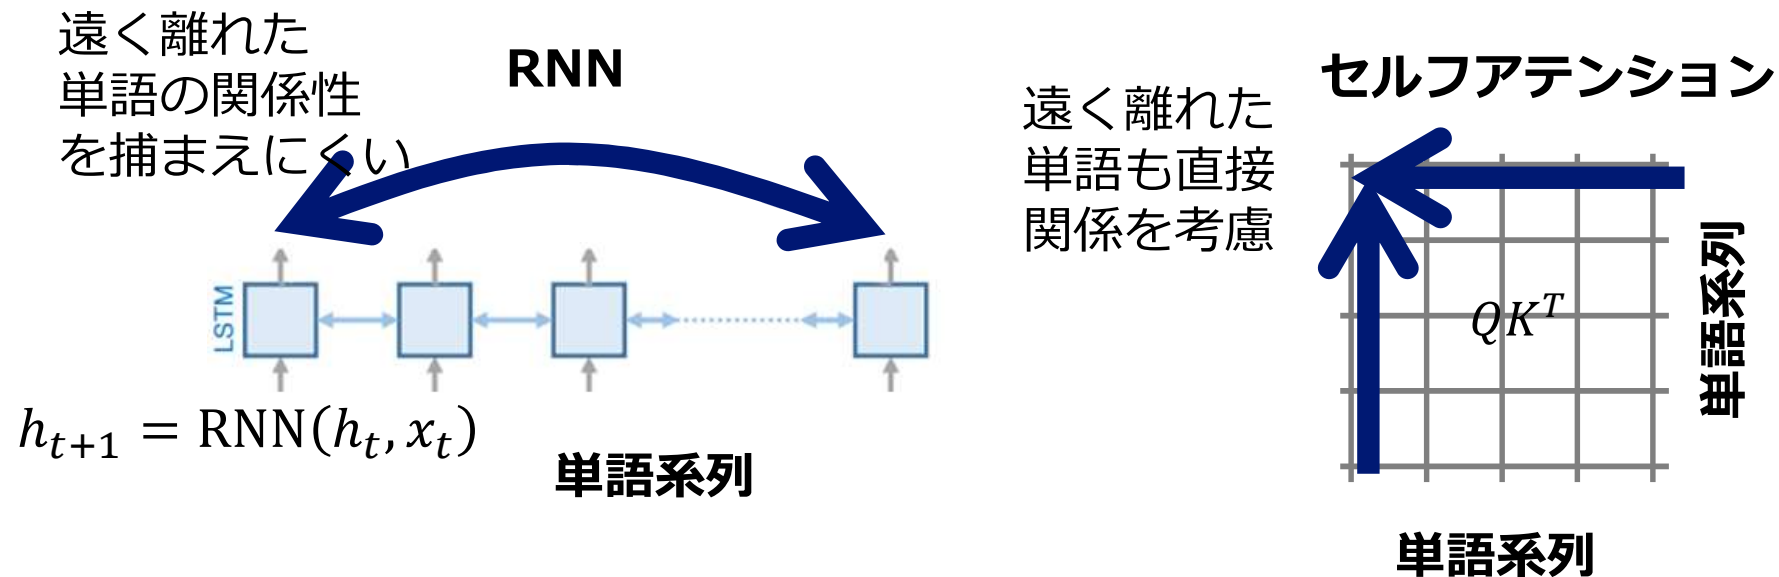 遠く離れた
単語の関係性
を捕まえにくい
RNN
LSTM
h_{t+1} = RNN(h_t, x_t)
単語系列
セルフアテンション
遠く離れた
単語も直接
関係を考慮
QK^T
単語系列
単語系列